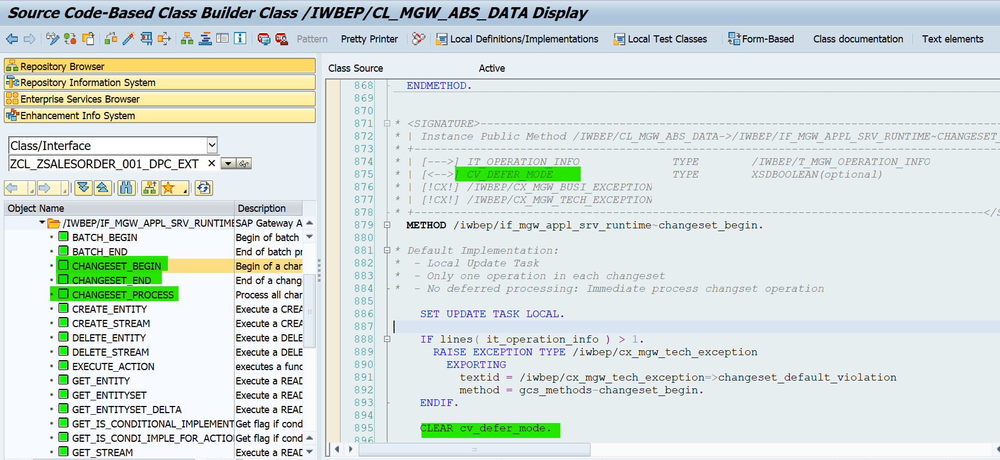 Source Code-Based Class Builder Class /IWBEP/CL_MGW_ABS_DATA Display
Pattern Pretty Printer Local Definitions/Implementations Local Test Classes Form-Based Class documentation Text elements
Repository Browser
Repository Information System
Enterprise Services Browser
Enhancement Info System
Class/Interface
ZCL_ZSALESORDER_001_DPC_EXT
Object Name Description
/IWBEP/IF_MGW_APPL_SRV_RUNTIME SAP Gateway A
BATCH_BEGIN Begin of batch
BATCH_END End of batch pr
CHANGESET_BEGIN Begin of a chan
CHANGESET_END End of a change
CHANGESET_PROCESS Process all chan
CREATE_ENTITY Execute a CREA
CREATE_STREAM Execute a CREA
DELETE_ENTITY Execute a DELE
DELETE_STREAM Execute a DELE
EXECUTE_ACTION executes a func
GET_ENTITY Execute a READ
GET_ENTITYSET Execute a READ
GET_ENTITYSET_DELTA Execute a READ
GET_IS_CONDITIONAL_IMPLEMENT Get flag if cond
GET_IS_CONDI_IMPLE_FOR_ACTIO Get flag if cond
GET_STREAM Execute a READ
Class Source Active
868 ENDMETHOD.
869
870
871 * <SIGNATURE>---------------------------------------------------------------------------------------
872 * | Instance Public Method /IWBEP/CL_MGW_ABS_DATA->/IWBEP/IF_MGW_APPL_SRV_RUNTIME~CHANGESET_
873 * +-------------------------------------------------------------------------------------------------
874 * | [--->] IT_OPERATION_INFO TYPE /IWBEP/T_MGW_OPERATION_INFO
875 * | [<-->] CV_DEFER_MODE TYPE XSDBOOLEAN(optional)
876 * | [!CX!] /IWBEP/CX_MGW_BUSI_EXCEPTION
877 * | [!CX!] /IWBEP/CX_MGW_TECH_EXCEPTION
878 * +--------------------------------------------------------------------------------------</S
879 METHOD /iwbep/if_mgw_appl_srv_runtime~changeset_begin.
880
881 * Default Implementation:
882 * - Local Update Task
883 * - Only one operation in each changeset
884 * - No deferred processing: Immediate process changset operation
885
886 SET UPDATE TASK LOCAL.
887
888 IF lines( it_operation_info ) > 1.
889 RAISE EXCEPTION TYPE /iwbep/cx_mgw_tech_exception
890 EXPORTING
891 textid = /iwbep/cx_mgw_tech_exception=>changeset_default_violation
892 method = gcs_methods-changeset_begin.
893 ENDIF.
894
895 CLEAR cv_defer_mode.
896